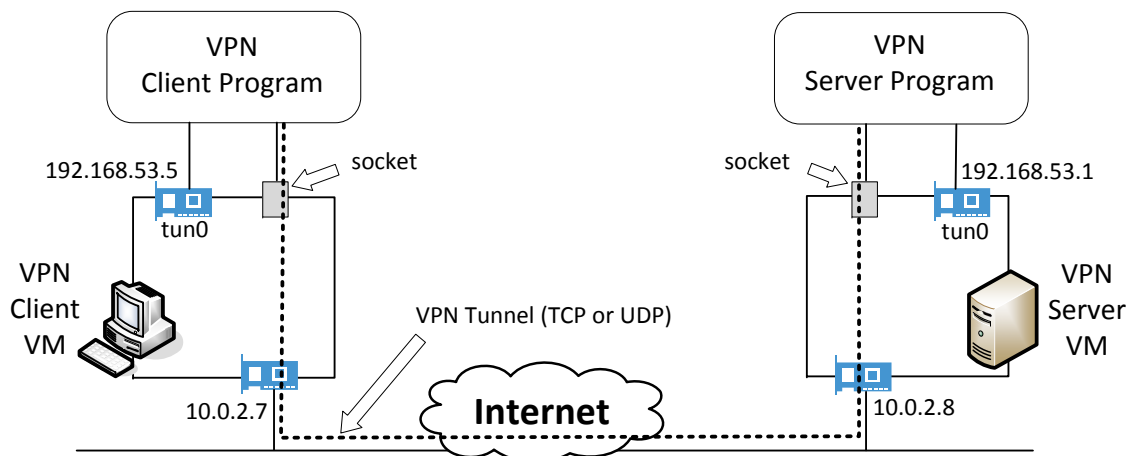 VPN
Client Program
VPN
Server Program
192.168.53.5
socket
socket
192.168.53.1
tun0
tun0
VPN
Client
VM
VPN
Server
VM
VPN Tunnel (TCP or UDP)
10.0.2.7
Internet
10.0.2.8